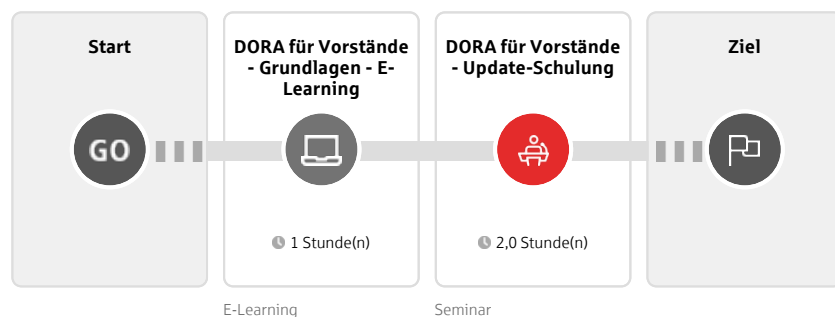 Start
DORA für Vorstände
- Grundlagen - E-
Learning
DORA für Vorstände
- Update-Schulung
Ziel
GO
1 Stunde(n)
2,0 Stunde(n)
E-Learning
Seminar